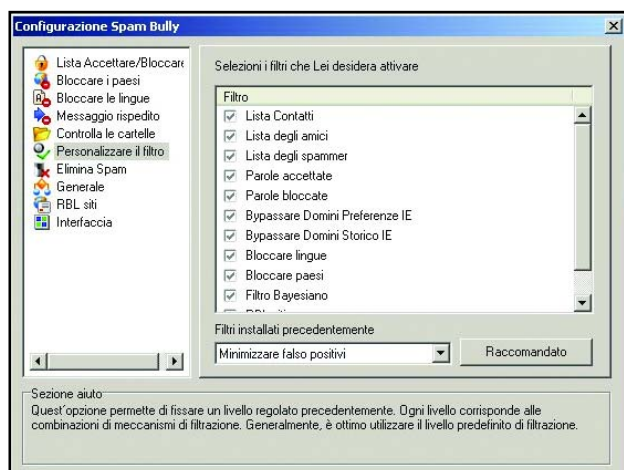 Configurazione Spam Bully
Lista Accettare/Bloccare
Bloccare i paesi
Bloccare le lingue
Messaggio rispedito
Controlla le cartelle
Personalizzare il filtro
Elimina Spam
Generale
RBL siti
Interfaccia
Selezioni i filtri che Lei desidera attivare
Filtro
Lista Contatti
Lista degli amici
Lista degli spammer
Parole accettate
Parole bloccate
Bypassare Domini Preferenze IE
Bypassare Domini Storico IE
Bloccare lingue
Bloccare paesi
Filtro Bayesiano
Filtri installati precedentemente
Minimizzare falso positivi
Raccomandato
Sezione aiuto
Quest'opzione permette di fissare un livello regolato precedentemente. Ogni livello corrisponde alle
combinazioni di meccanismi di filtrazione. Generalmente, è ottimo utilizzare il livello predefinito di filtrazione.